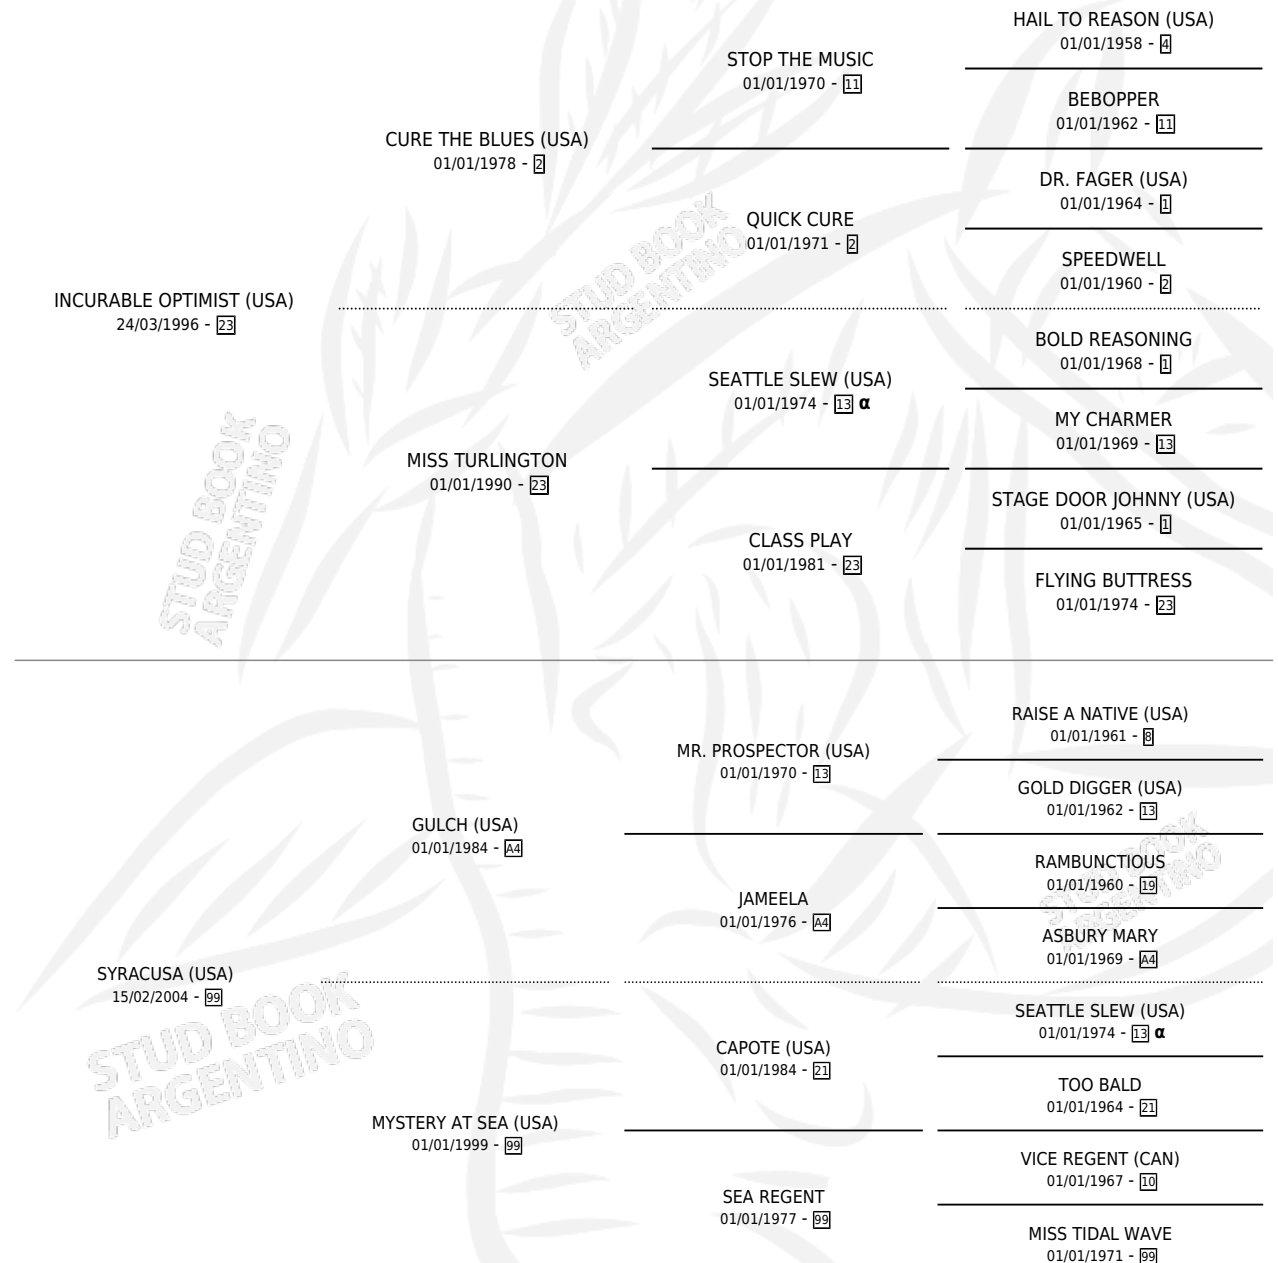 HAIL TO REASON (USA)
01/01/1958 - 4
STOP THE MUSIC
01/01/1970 - 11
BEBOPPER
01/01/1962 - 11
CURE THE BLUES (USA)
01/01/1978 - 2
DR. FAGER (USA)
01/01/1964 - 1
QUICK CURE
01/01/1971 - 2
SPEEDWELL
01/01/1960 - 2
INCURABLE OPTIMIST (USA)
24/03/1996 - 23
BOLD REASONING
01/01/1968 - 1
SEATTLE SLEW (USA)
01/01/1974 - 13 α
MY CHARMER
01/01/1969 - 13
MISS TURLINGTON
01/01/1990 - 23
STAGE DOOR JOHNNY (USA)
01/01/1965 - 1
CLASS PLAY
01/01/1981 - 23
FLYING BUTTRESS
01/01/1974 - 23
RAISE A NATIVE (USA)
01/01/1961 - 8
MR. PROSPECTOR (USA)
01/01/1970 - 13
GOLD DIGGER (USA)
01/01/1962 - 13
GULCH (USA)
01/01/1984 - A4
RAMBUNCTIOUS
01/01/1960 - 19
JAMEELA
01/01/1976 - A4
ASBURY MARY
01/01/1969 - A4
SYRACUSA (USA)
15/02/2004 - 99
SEATTLE SLEW (USA)
01/01/1974 - 13 α
CAPOTE (USA)
01/01/1984 - 21
TOO BALD
01/01/1964 - 21
MYSTERY AT SEA (USA)
01/01/1999 - 99
VICE REGENT (CAN)
01/01/1967 - 10
SEA REGENT
01/01/1977 - 99
MISS TIDAL WAVE
01/01/1971 - 99
STUD BOOK
ARGENTINO
STUD BOOK
ARGENTINO
STUD BOOK
ARGENTINO
STUD BOOK
ARGENTINO